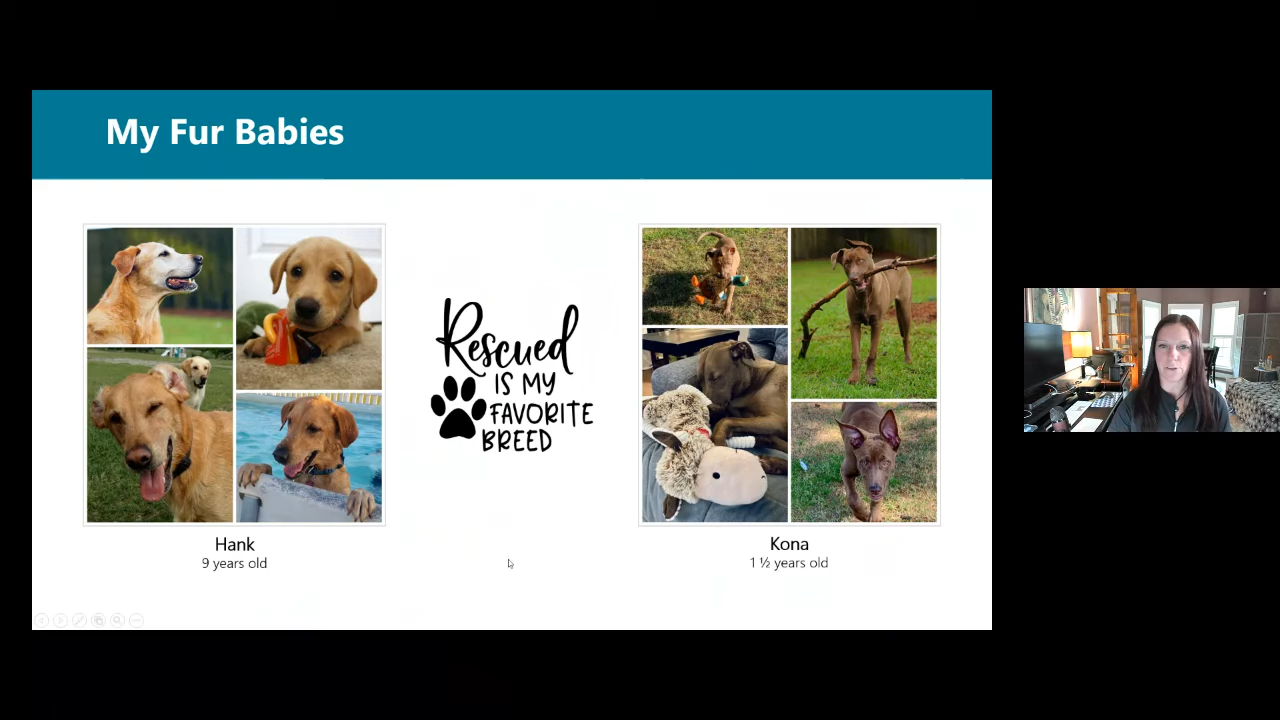 My Fur Babies
Rescued
IS MY
FAVORITE
BREED
Hank
9 years old
Kona
1 ½ years old